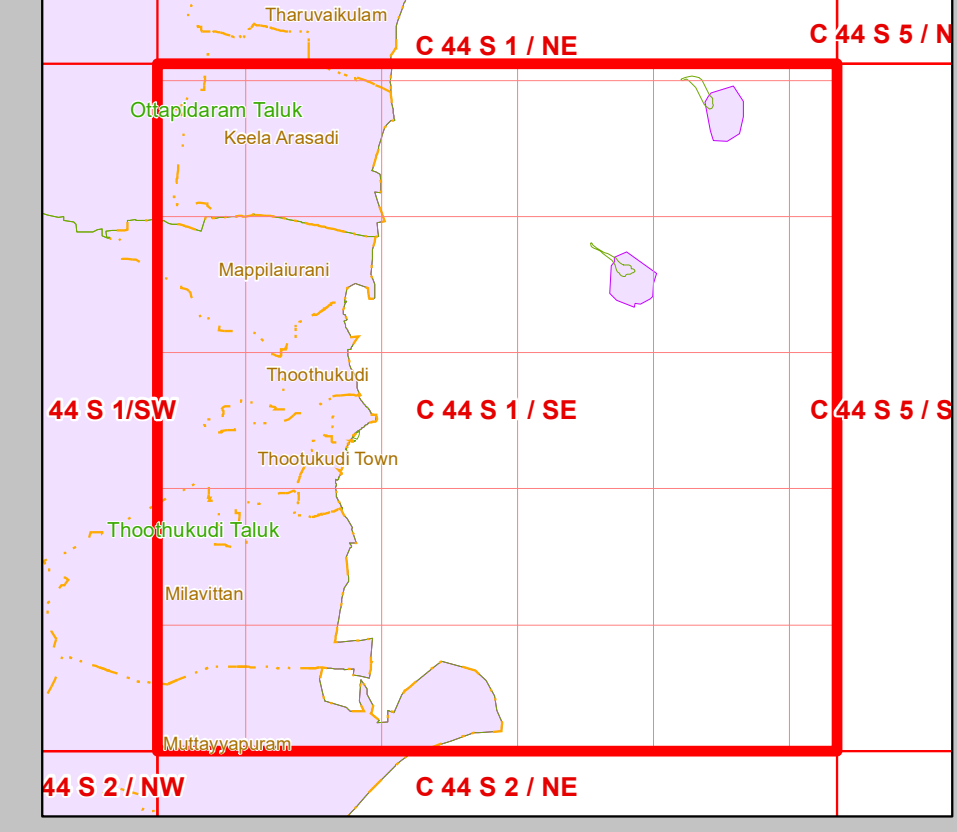 Tharuvaikulam
C 44 S 1 / NE
C 44 S 5 / N
Ottapidaram Taluk
Keela Arasadi
Mappilaiurani
Thoothukudi
44 S 1/SW
C 44 S 1 / SE
C 44 S 5 / S
Thootukudi Town
Thoothukudi Taluk
Milavittan
Muttayyapuram
44 S 2 / NW
C 44 S 2 / NE